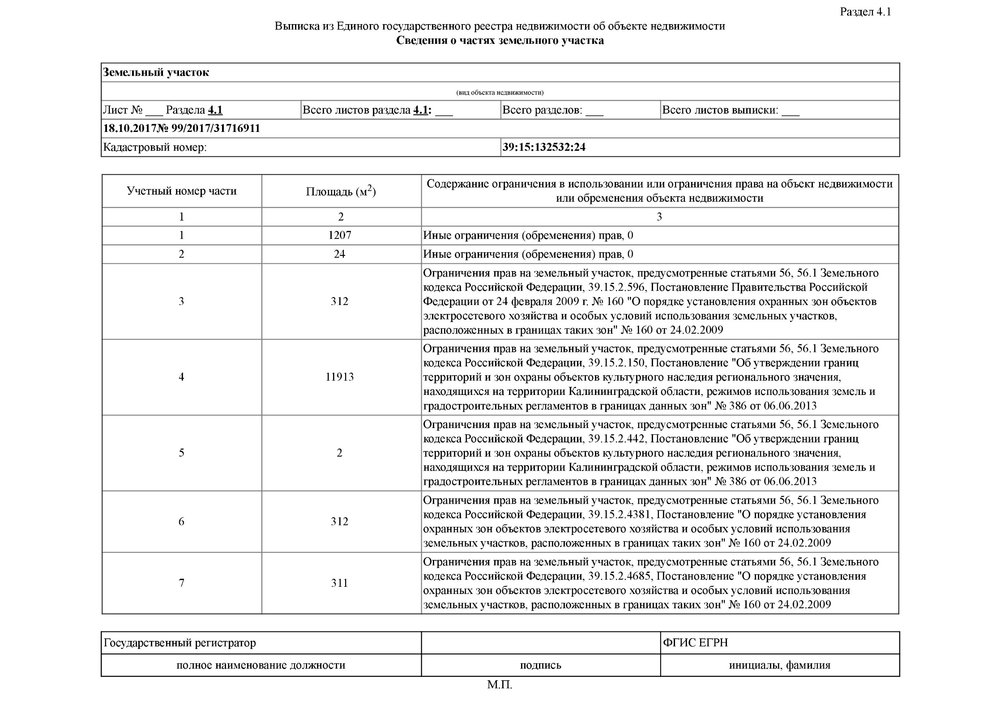 Раздел 4.1
Выписка из Единого государственного реестра недвижимости об объекте недвижимости
Сведения о частях земельного участка
Земельный участок
(вид объекта недвижимости)
Лист № ___ Раздела 4.1 Всего листов раздела 4.1: ___ Всего разделов: ___ Всего листов выписки: ___
18.10.2017№ 99/2017/31716911
Кадастровый номер: 39:15:132532:24
Учетный номер части Площадь (м²) Содержание ограничения в использовании или ограничения права на объект недвижимости
или обременения объекта недвижимости
1 2 3
1 1207 Иные ограничения (обременения) прав, 0
2 24 Иные ограничения (обременения) прав, 0
Ограничения прав на земельный участок, предусмотренные статьями 56, 56.1 Земельного
кодекса Российской Федерации, 39.15.2.596, Постановление Правительства Российской
3 312 Федерации от 24 февраля 2009 г. № 160 "О порядке установления охранных зон объектов
электросетевого хозяйства и особых условий использования земельных участков,
расположенных в границах таких зон" № 160 от 24.02.2009
Ограничения прав на земельный участок, предусмотренные статьями 56, 56.1 Земельного
кодекса Российской Федерации, 39.15.2.150, Постановление "Об утверждении границ
4 11913 территорий и зон охраны объектов культурного наследия регионального значения,
находящихся на территории Калининградской области, режимов использования земель и
градостроительных регламентов в границах данных зон" № 386 от 06.06.2013
Ограничения прав на земельный участок, предусмотренные статьями 56, 56.1 Земельного
кодекса Российской Федерации, 39.15.2.442, Постановление "Об утверждении границ
5 2 территорий и зон охраны объектов культурного наследия регионального значения,
находящихся на территории Калининградской области, режимов использования земель и
градостроительных регламентов в границах данных зон" № 386 от 06.06.2013
Ограничения прав на земельный участок, предусмотренные статьями 56, 56.1 Земельного
кодекса Российской Федерации, 39.15.2.4381, Постановление "О порядке установления
6 312 охранных зон объектов электросетевого хозяйства и особых условий использования
земельных участков, расположенных в границах таких зон" № 160 от 24.02.2009
Ограничения прав на земельный участок, предусмотренные статьями 56, 56.1 Земельного
кодекса Российской Федерации, 39.15.2.4685, Постановление "О порядке установления
7 311 охранных зон объектов электросетевого хозяйства и особых условий использования
земельных участков, расположенных в границах таких зон" № 160 от 24.02.2009
Государственный регистратор ФГИС ЕГРН
полное наименование должности подпись инициалы, фамилия
М.П.